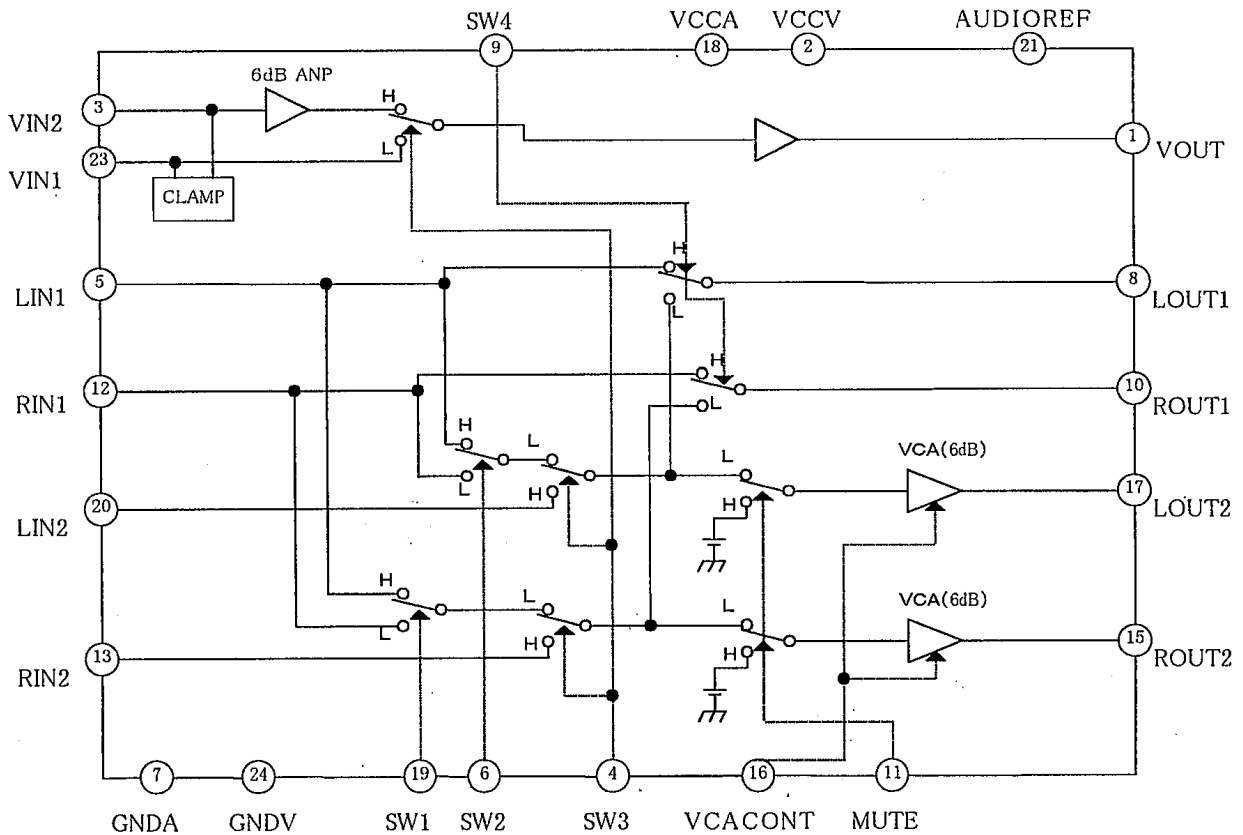 SW4 VCCA VCCV AUDIOREF
9 18 2 21
6dB ANP
3 H
VIN2
L 1
23 VOUT
VIN1
CLAMP
H
5 8
LIN1 L LOUT1
H
12 10
RIN1 L ROUT1
H L VCA(6dB)
L
L H 17
20 H LOUT2
LIN2
H L VCA(6dB)
L
L 15
13 H H ROUT2
RIN2
7 24 19 6 4 16 11
GNDA GNDV SW1 SW2 SW3 VCACONT MUTE